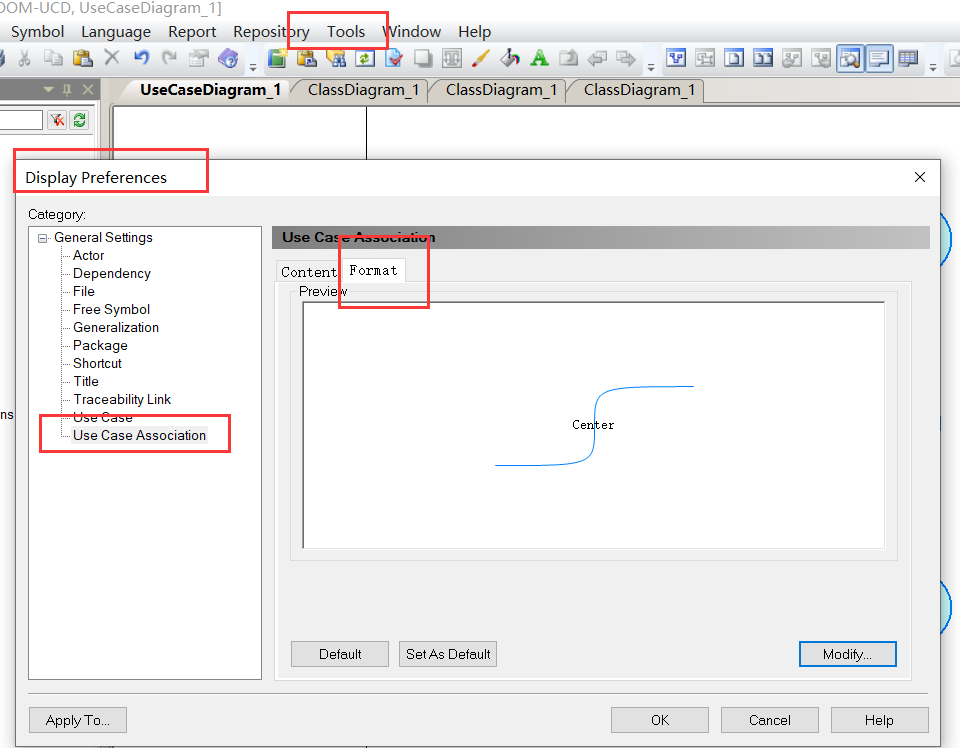 OOM-UCD, UseCaseDiagram_1]
Symbol Language Report Repository Tools Window Help
UseCaseDiagram_1 ClassDiagram_1 ClassDiagram_1 ClassDiagram_1
Display Preferences
Category:
General Settings
Actor
Dependency
File
Free Symbol
Generalization
Package
Shortcut
Title
Traceability Link
Use Case
Use Case Association
ns
Use Case Association
Content Format
Preview
Center
Default Set As Default Modify...
Apply To... OK Cancel Help